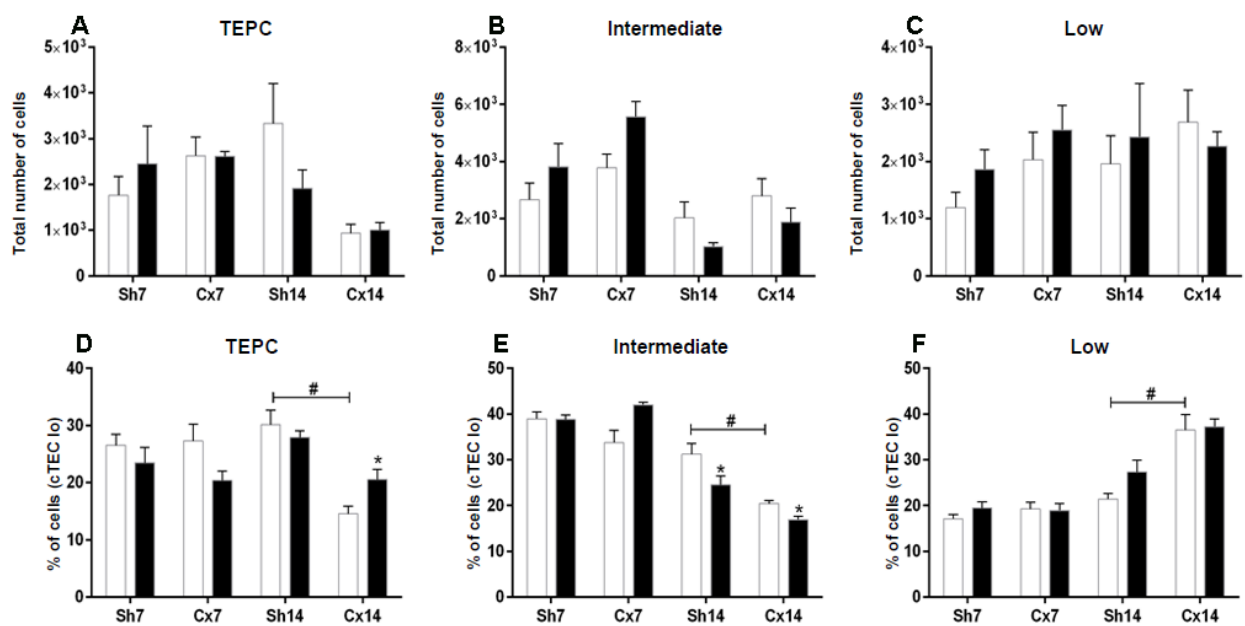 A TEPC
Total number of cells
5×10³
4×10³
3×10³
2×10³
1×10³
0
Sh7 Cx7 Sh14 Cx14
B Intermediate
Total number of cells
8×10³
6×10³
4×10³
2×10³
0
Sh7 Cx7 Sh14 Cx14
C Low
Total number of cells
4×10³
3×10³
2×10³
1×10³
0
Sh7 Cx7 Sh14 Cx14
D TEPC
% of cells (cTEC lo)
40
30
20
10
0
#
*
Sh7 Cx7 Sh14 Cx14
E Intermediate
% of cells (cTEC lo)
50
40
30
20
10
0
#
*
*
Sh7 Cx7 Sh14 Cx14
F Low
% of cells (cTEC lo)
50
40
30
20
10
0
#
Sh7 Cx7 Sh14 Cx14